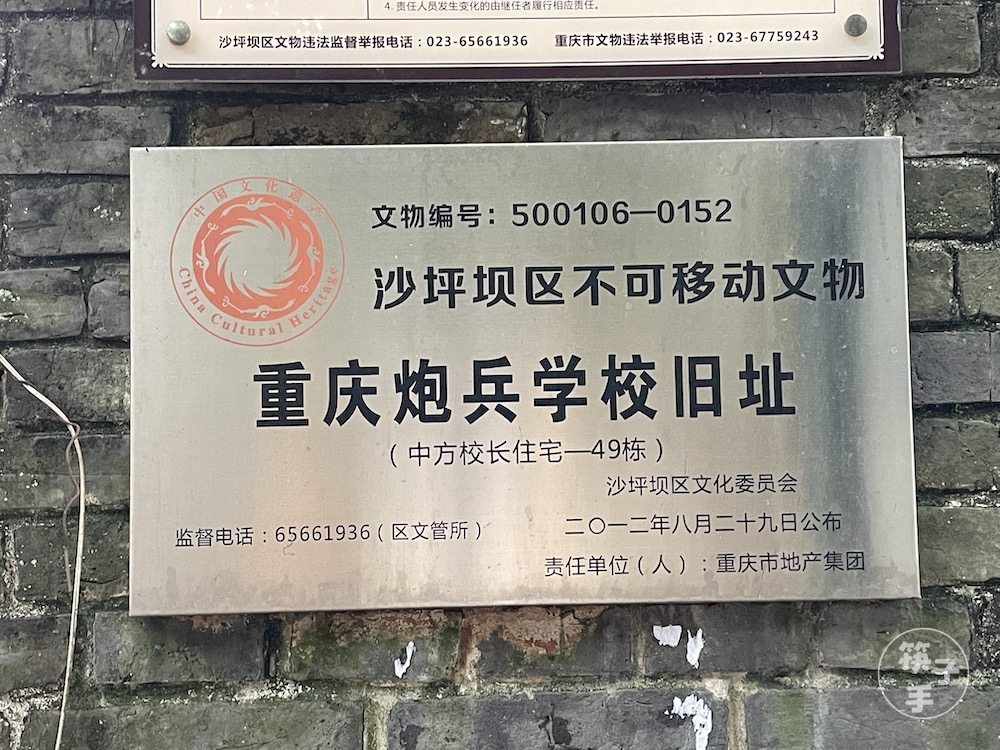 4. 责任人员发生变化的由继任者履行相应责任。
沙坪坝区文物违法监督举报电话：023-65661936 重庆市文物违法举报电话：023-67759243
中国文化遗产
China Cultural Heritage
文物编号：500106—0152
沙坪坝区不可移动文物
重庆炮兵学校旧址
（中方校长住宅—49栋）
沙坪坝区文化委员会
监督电话：65661936（区文管所）
二〇一二年八月二十九日公布
责任单位（人）：重庆市地产集团
筷子手